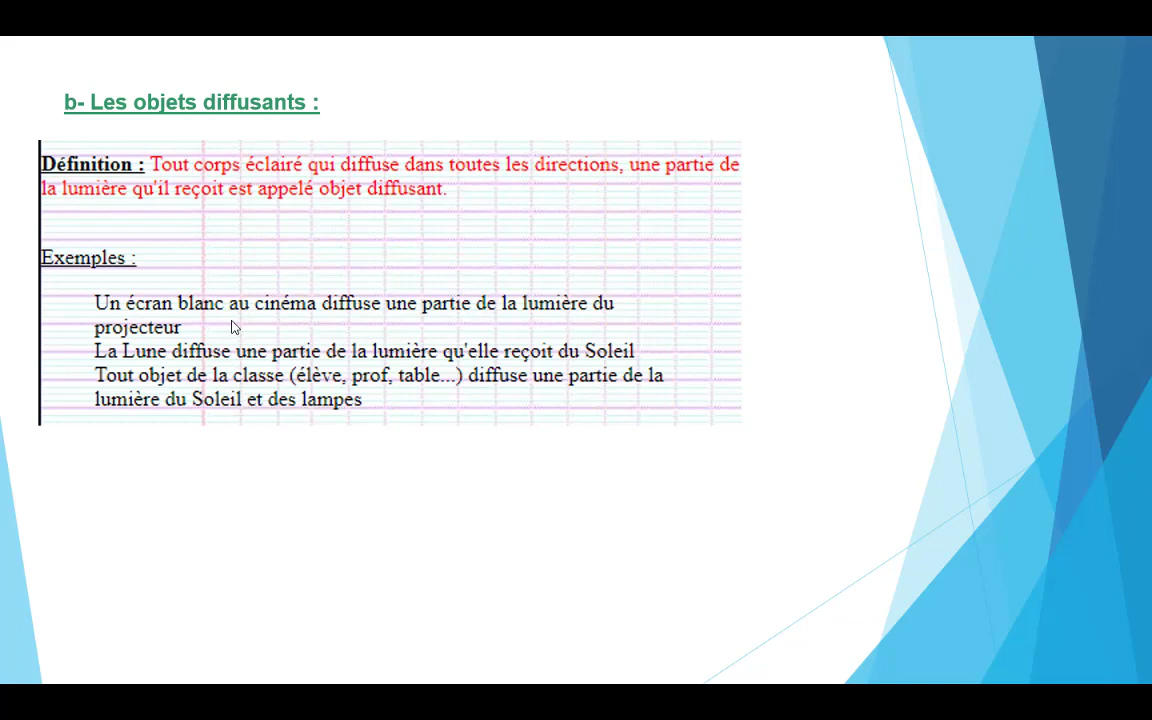 b- Les objets diffusants :
Définition : Tout corps éclairé qui diffuse dans toutes les directions, une partie de
la lumière qu'il reçoit est appelé objet diffusant.
Exemples :
Un écran blanc au cinéma diffuse une partie de la lumière du
projecteur
La Lune diffuse une partie de la lumière qu'elle reçoit du Soleil
Tout objet de la classe (élève, prof, table...) diffuse une partie de la
lumière du Soleil et des lampes